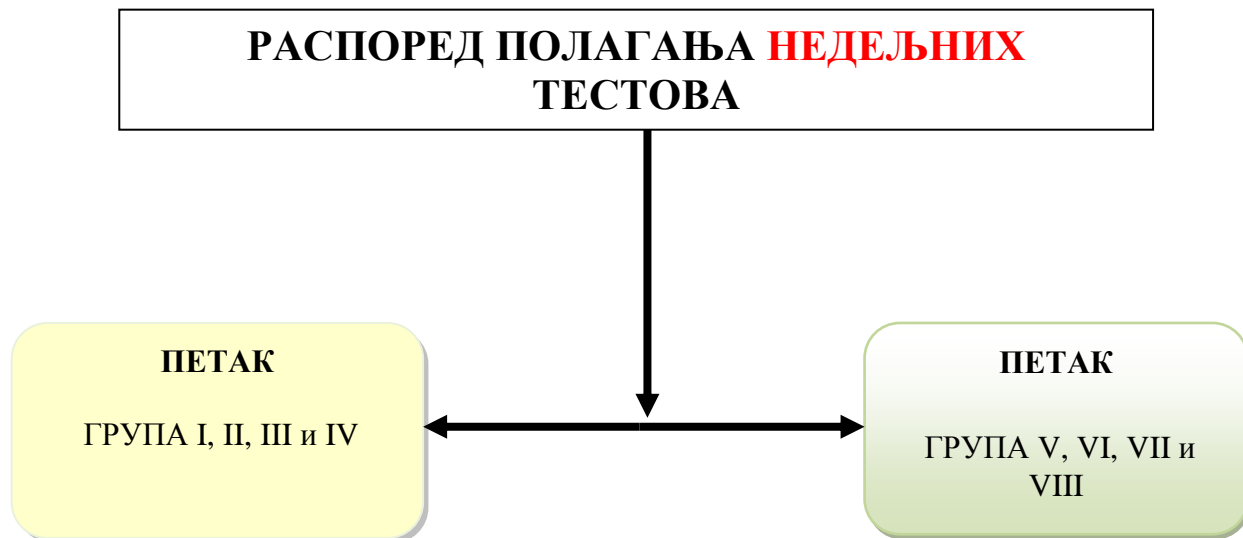 РАСПОРЕД ПОЛАГАЊА НЕДЕЉНИХ
ТЕСТОВА
ПЕТАК
ГРУПА I, II, III и IV
ПЕТАК
ГРУПА V, VI, VII и
VIII